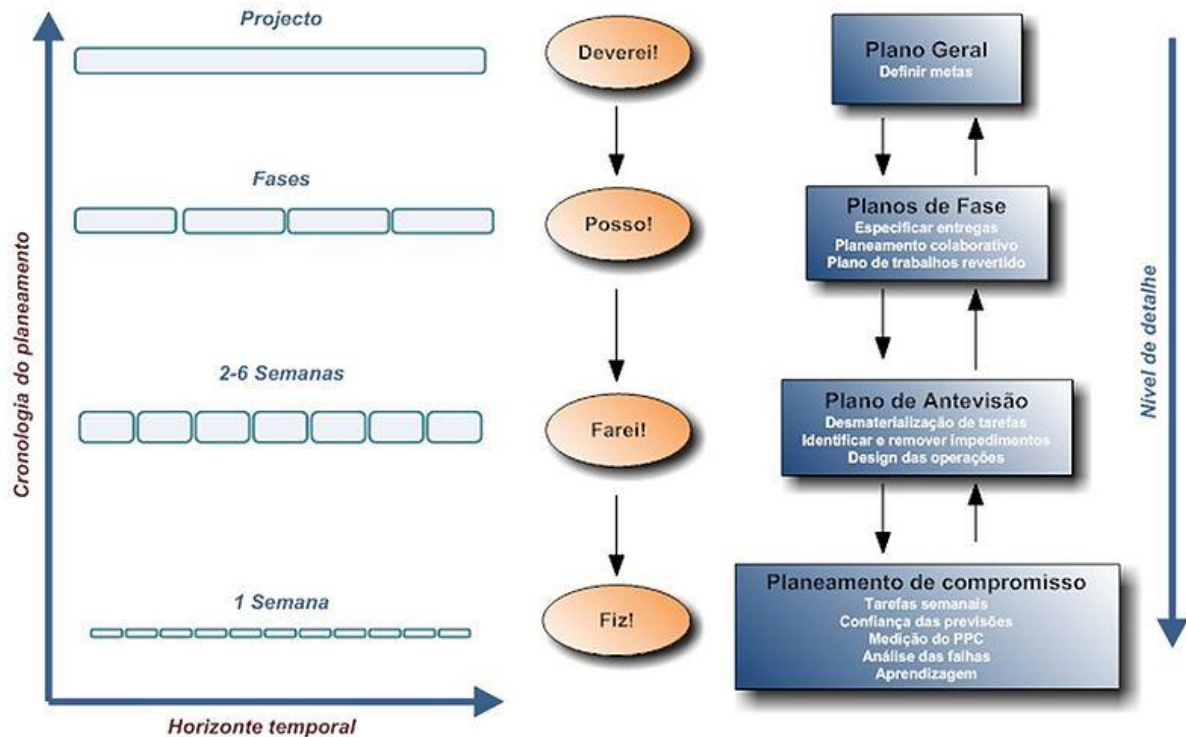 Projecto
Deverei!
Plano Geral
Definir metas
Fases
Posso!
Planos de Fase
Especificar entregas
Planeamento colaborativo
Plano de trabalhos revertido
2-6 Semanas
Farei!
Plano de Antevisão
Desmaterialização de tarefas
Identificar e remover impedimentos
Design das operações
1 Semana
Fiz!
Planeamento de compromisso
Tarefas semanais
Confiança das previsões
Medição do PPC
Análise das falhas
Aprendizagem
Cronologia do planeamento
Horizonte temporal
Nível de detalhe